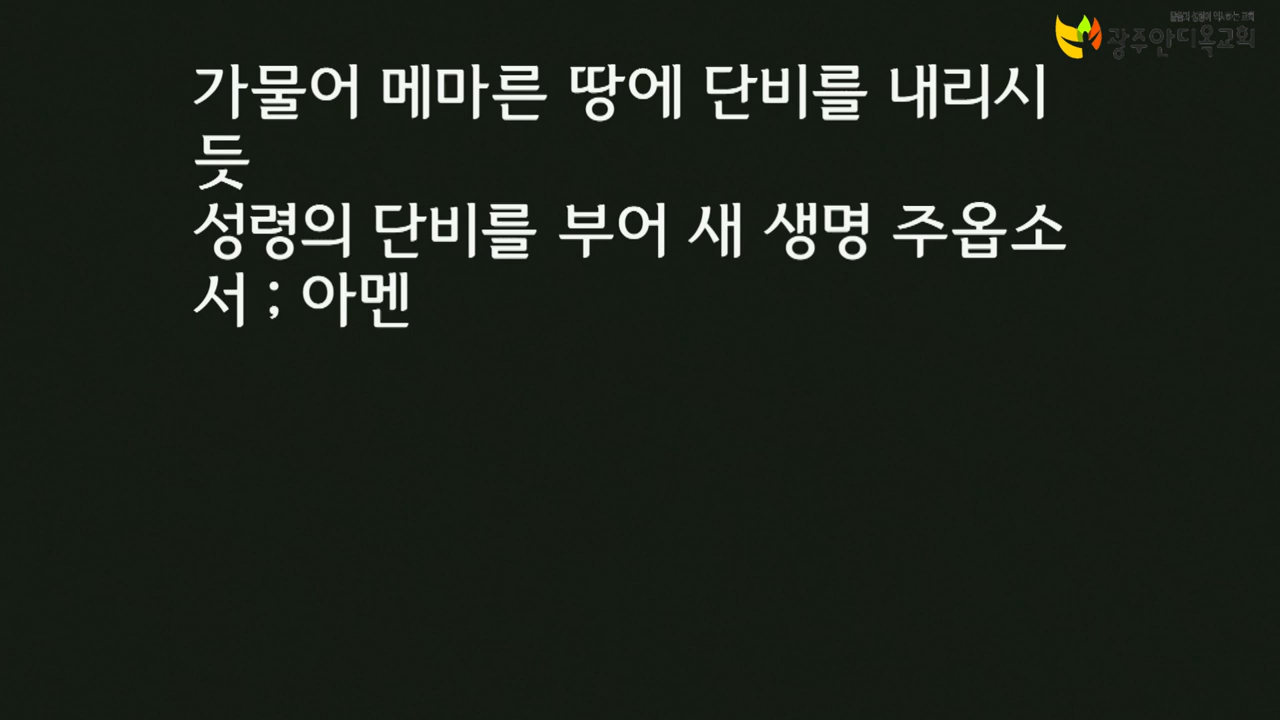 광주안디옥교회
가물어 메마른 땅에 단비를 내리시
듯
성령의 단비를 부어 새 생명 주옵소
서 ; 아멘